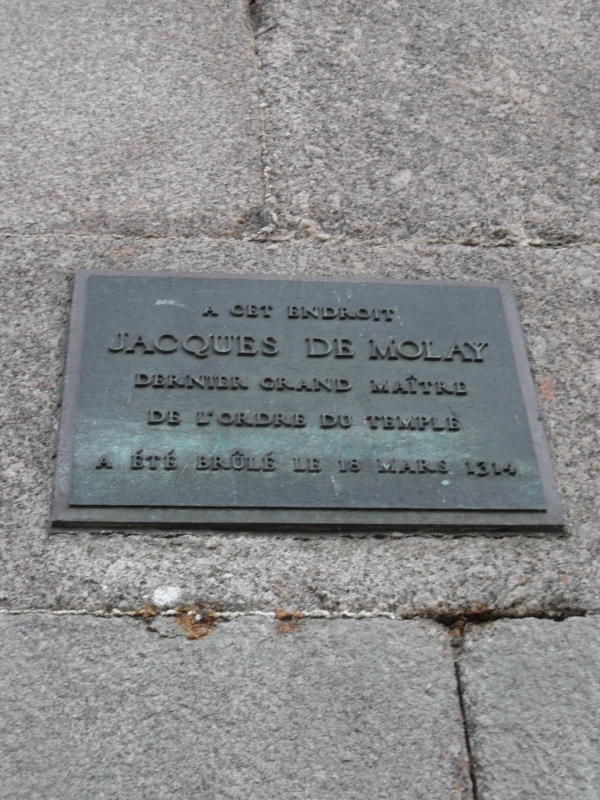 A CET ENDROIT
JACQUES DE MOLAY
DERNIER GRAND MAÎTRE
DE L'ORDRE DU TEMPLE
A ÉTÉ BRÛLÉ LE 18 MARS 1314